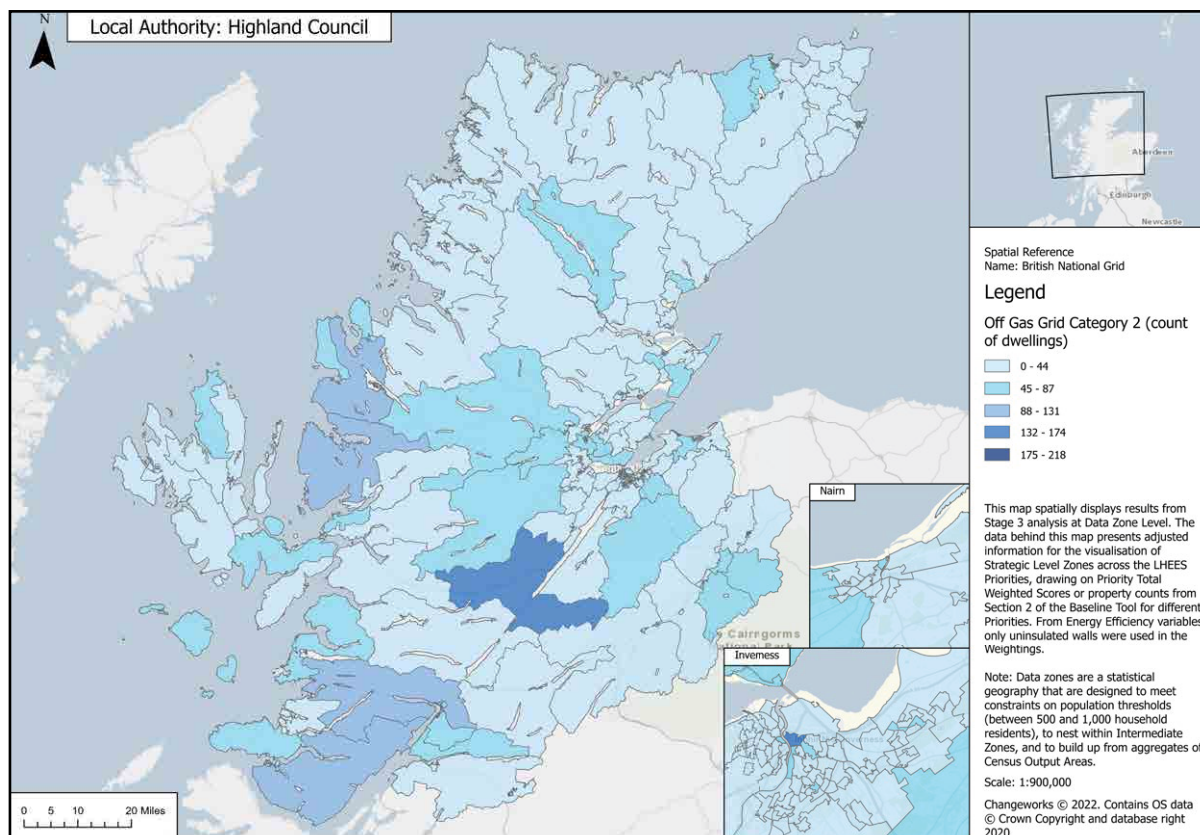 N
Local Authority: Highland Council
Aberdeen
Edinburgh
Newcastle
Spatial Reference
Name: British National Grid
Legend
Off Gas Grid Category 2 (count
of dwellings)
0 - 44
45 - 87
88 - 131
132 - 174
175 - 218
Nairn
This map spatially displays results from
Stage 3 analysis at Data Zone Level. The
data behind this map presents adjusted
information for the visualisation of
Strategic Level Zones across the LHEES
Priorities, drawing on Priority Total
Weighted Scores or property counts from
Section 2 of the Baseline Tool for different
Priorities. From Energy Efficiency variables
only uninsulated walls were used in the
Weightings.
Cairngorms
National Park
Inverness
Note: Data zones are a statistical
geography that are designed to meet
constraints on population thresholds
(between 500 and 1,000 household
residents), to nest within Intermediate
Zones, and to build up from aggregates of
Census Output Areas.
Scale: 1:900,000
0 5 10 20 Miles
Changeworks © 2022. Contains OS data
© Crown Copyright and database right
2020